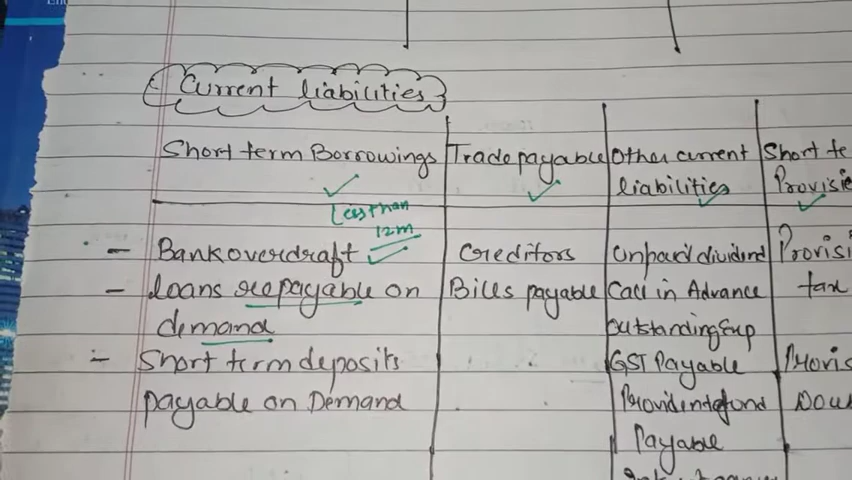 Current liabilities
Short term Borrowings
Less than
12m
- Bank overdraft
- loans repayable on
demand
- Short term deposits
payable on Demand
Trade payable
Creditors
Bills payable
Other current
liabilities
Unpaid dividend
Call in Advance
Outstanding Exp
GST Payable
Provident fund
Payable
Short te
Provisi
Provisi
tax
Provis
Dou